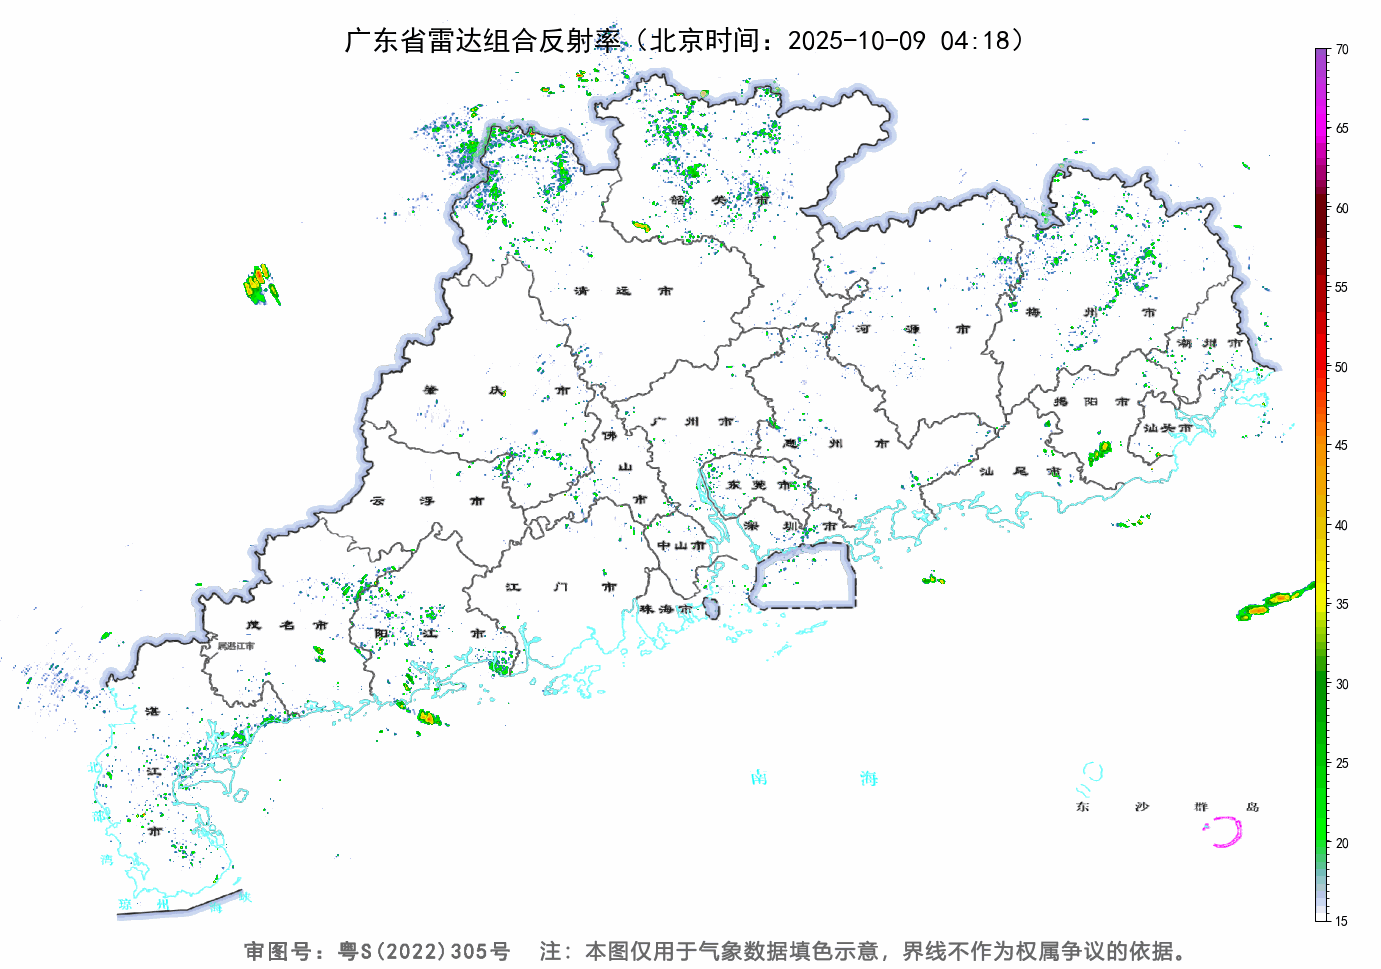 广东省雷达组合反射率（北京时间：2025-10-09 04:18）
70
65
60
55
50
45
40
35
30
25
20
15
韶关市
清远市
河源市
梅州市
潮州市
肇庆市
广州市
佛山市
惠州市
揭阳市
汕头市
汕尾市
云浮市
东莞市
深圳市
中山市
江门市
珠海市
茂名市
阳江市
属湛江市
湛江市
南海
东沙群岛
北部湾
琼州海峡
审图号：粤S(2022)305号 注：本图仅用于气象数据填色示意，界线不作为权属争议的依据。